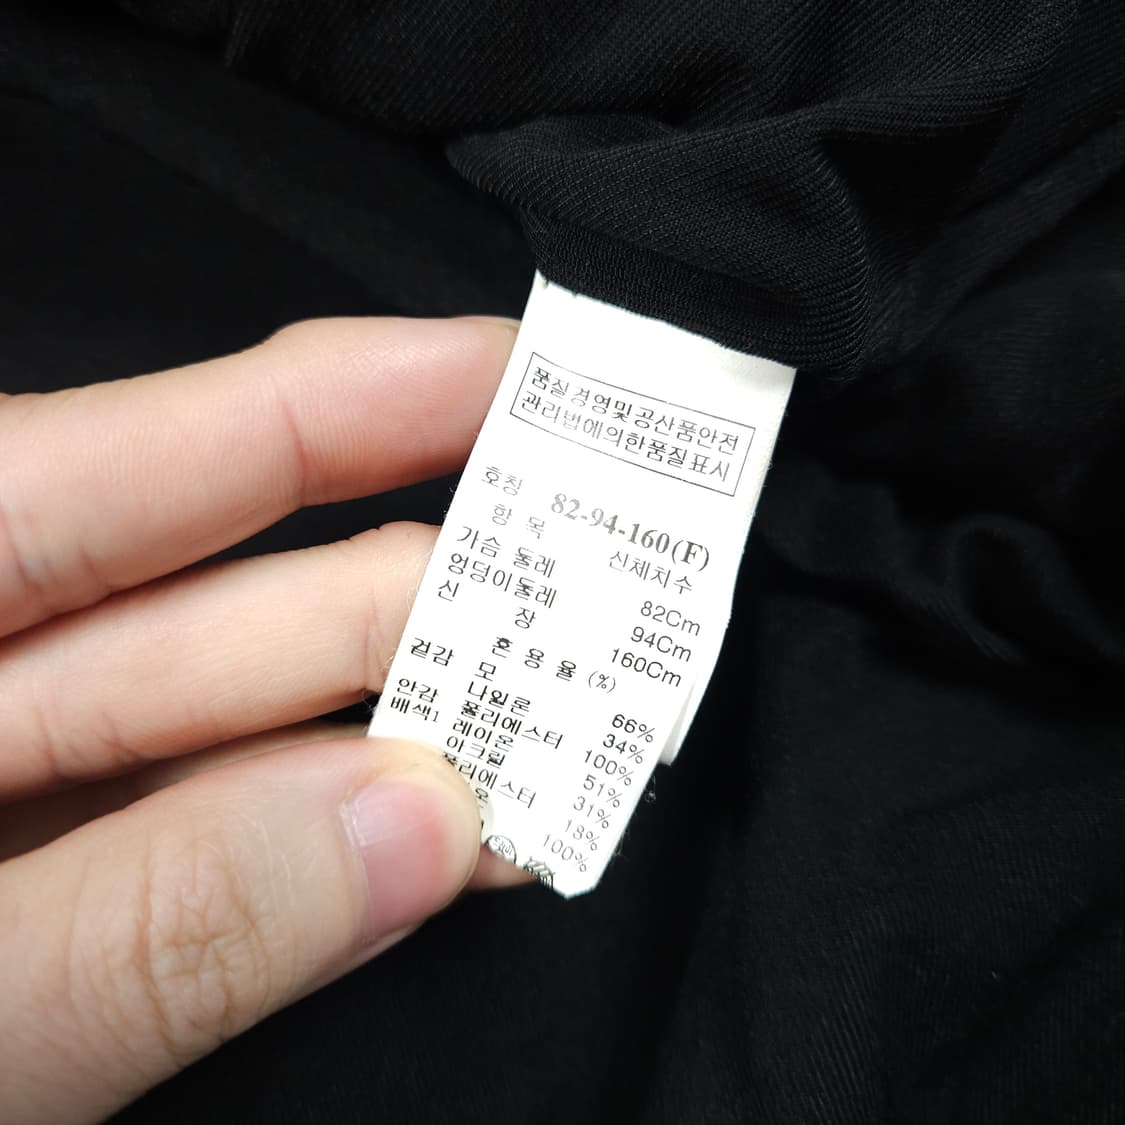 품질경영및공산품안전
관리법에의한품질표시
호칭 82-94-160(F)
항 목 신체치수
가슴 둘레 82Cm
엉덩이둘레 94Cm
신 장 160Cm
혼 용 율 (%)
겉감 모 66%
나일론 34%
안감 폴리에스터 100%
배색1 레이온 51%
아크릴 31%
폴리에스터 18%
100%